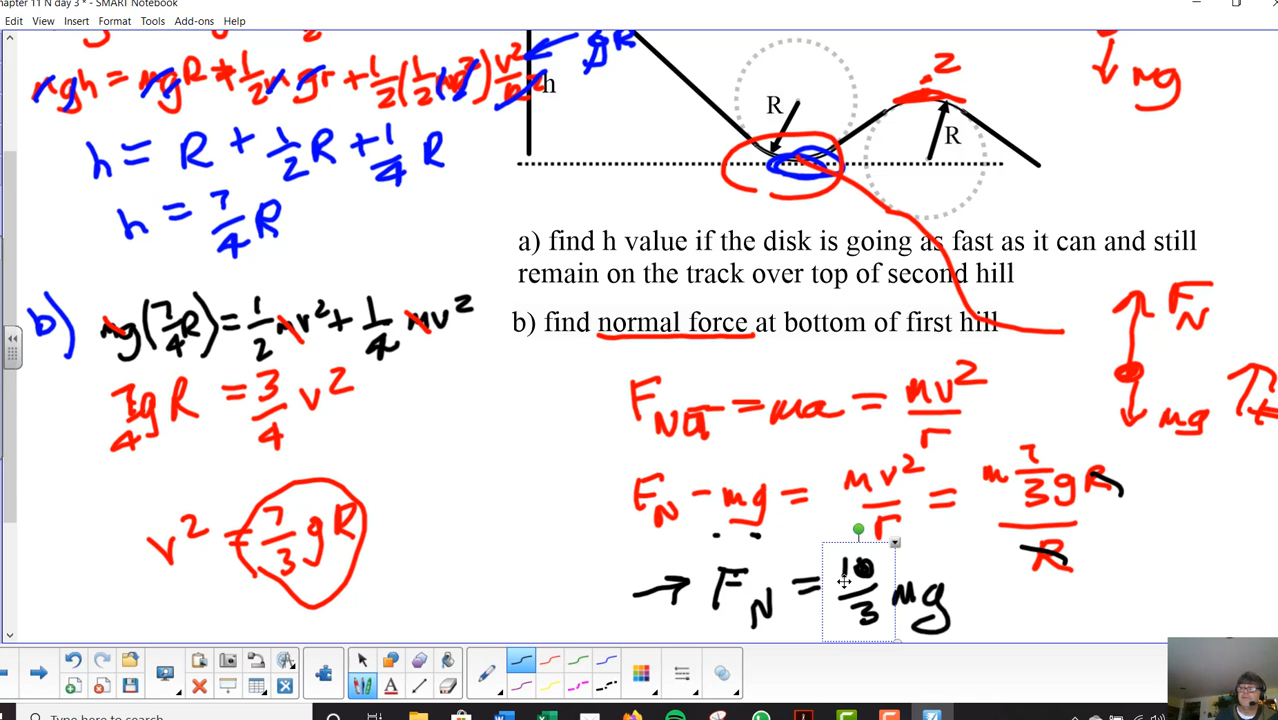 hapter 11 N day 3 * - SMART Notebook
Edit View Insert Format Tools Add-ons Help
mgh = mgR + 1/2 m gr + 1/2 (1/2 mr²) v²/r²
gR
h = R + 1/2 R + 1/4 R
h = 7/4 R
h
R
2
R
mg
a) find h value if the disk is going as fast as it can and still
remain on the track over top of second hill
b) find normal force at bottom of first hill
b) mg(7/4 R) = 1/2 mv² + 1/4 mv²
7/4 gR = 3/4 v²
v² = 7/3 gR
F N
mg
F N = ma = mv²/r
F N - mg = mv²/r = m 7/3 g R / R
→ F N = 10/3 mg
Type here to search